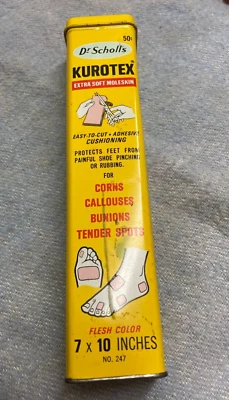 50¢
Dr Scholl's
KUROTEX
EXTRA SOFT MOLESKIN
EASY-TO-CUT • ADHESIVE
CUSHIONING
PROTECTS FEET FROM
PAINFUL SHOE PINCHING
OR RUBBING.
FOR
CORNS
CALLOUSES
BUNIONS
TENDER SPOTS
FLESH COLOR
7 x 10 INCHES
NO. 247